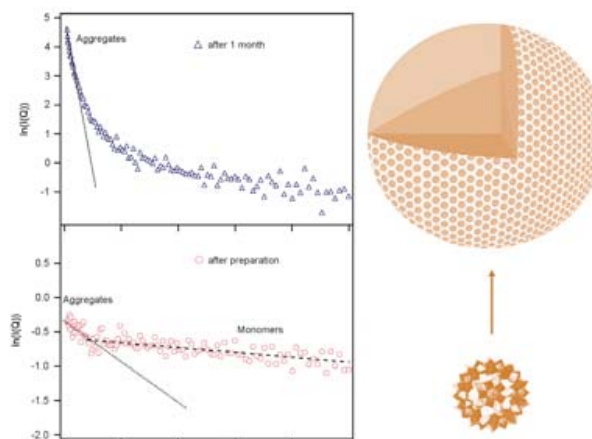 5
4
3
2
1
0
-1
ln(I(Q))
Aggregates
after 1 month
0.5
0.0
-0.5
-1.0
-1.5
-2.0
ln(I(Q))
after preparation
Aggregates
Monomers